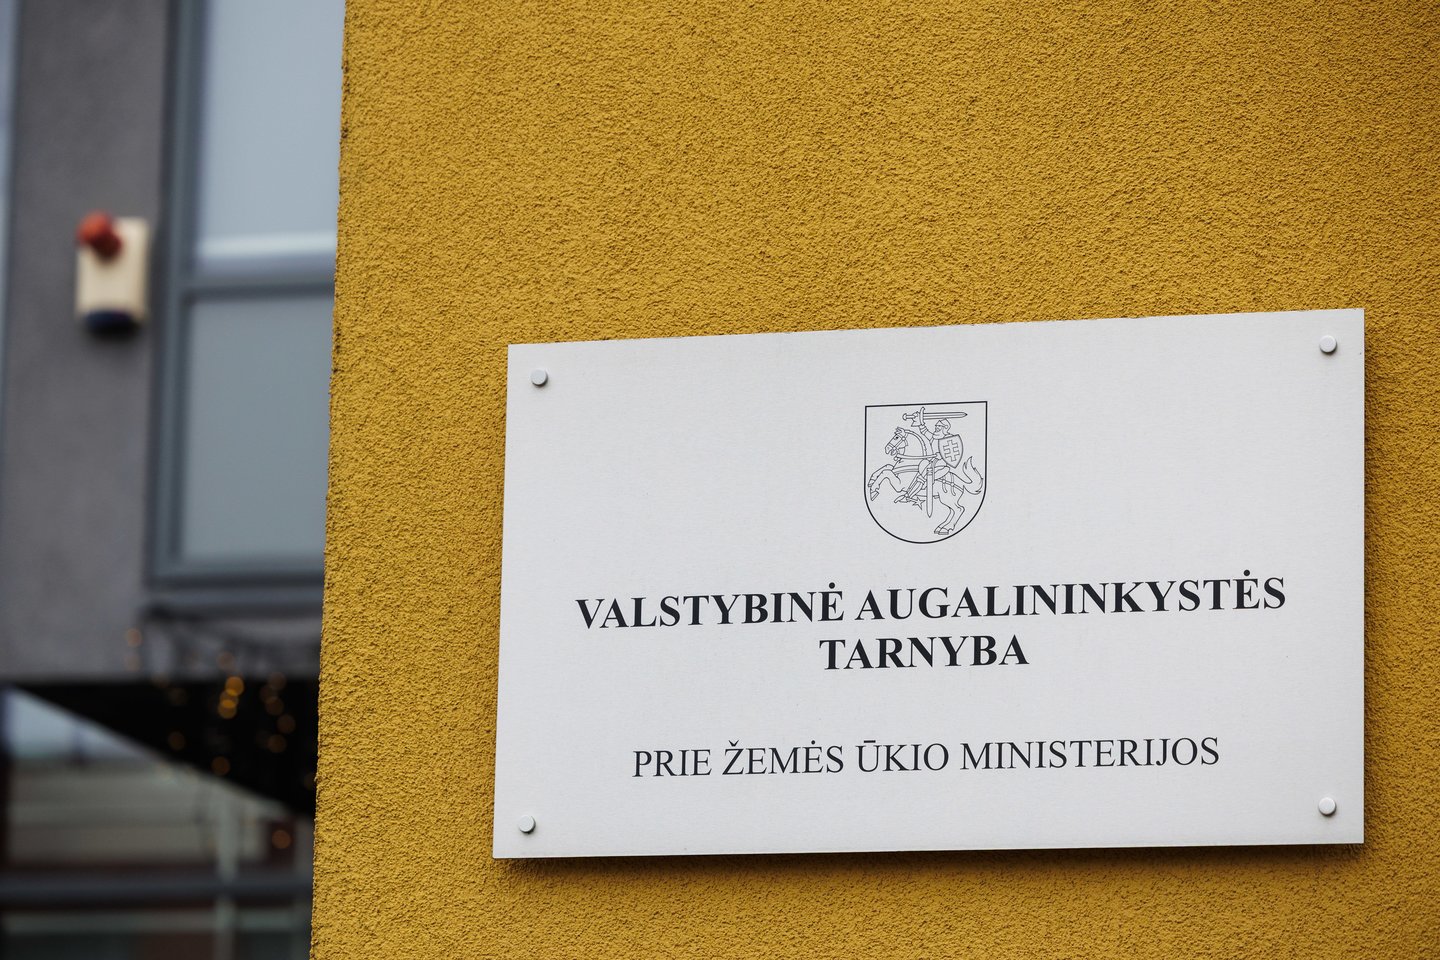 VALSTYBINĖ AUGALININKYSTĖS
TARNYBA
PRIE ŽEMĖS ŪKIO MINISTERIJOS